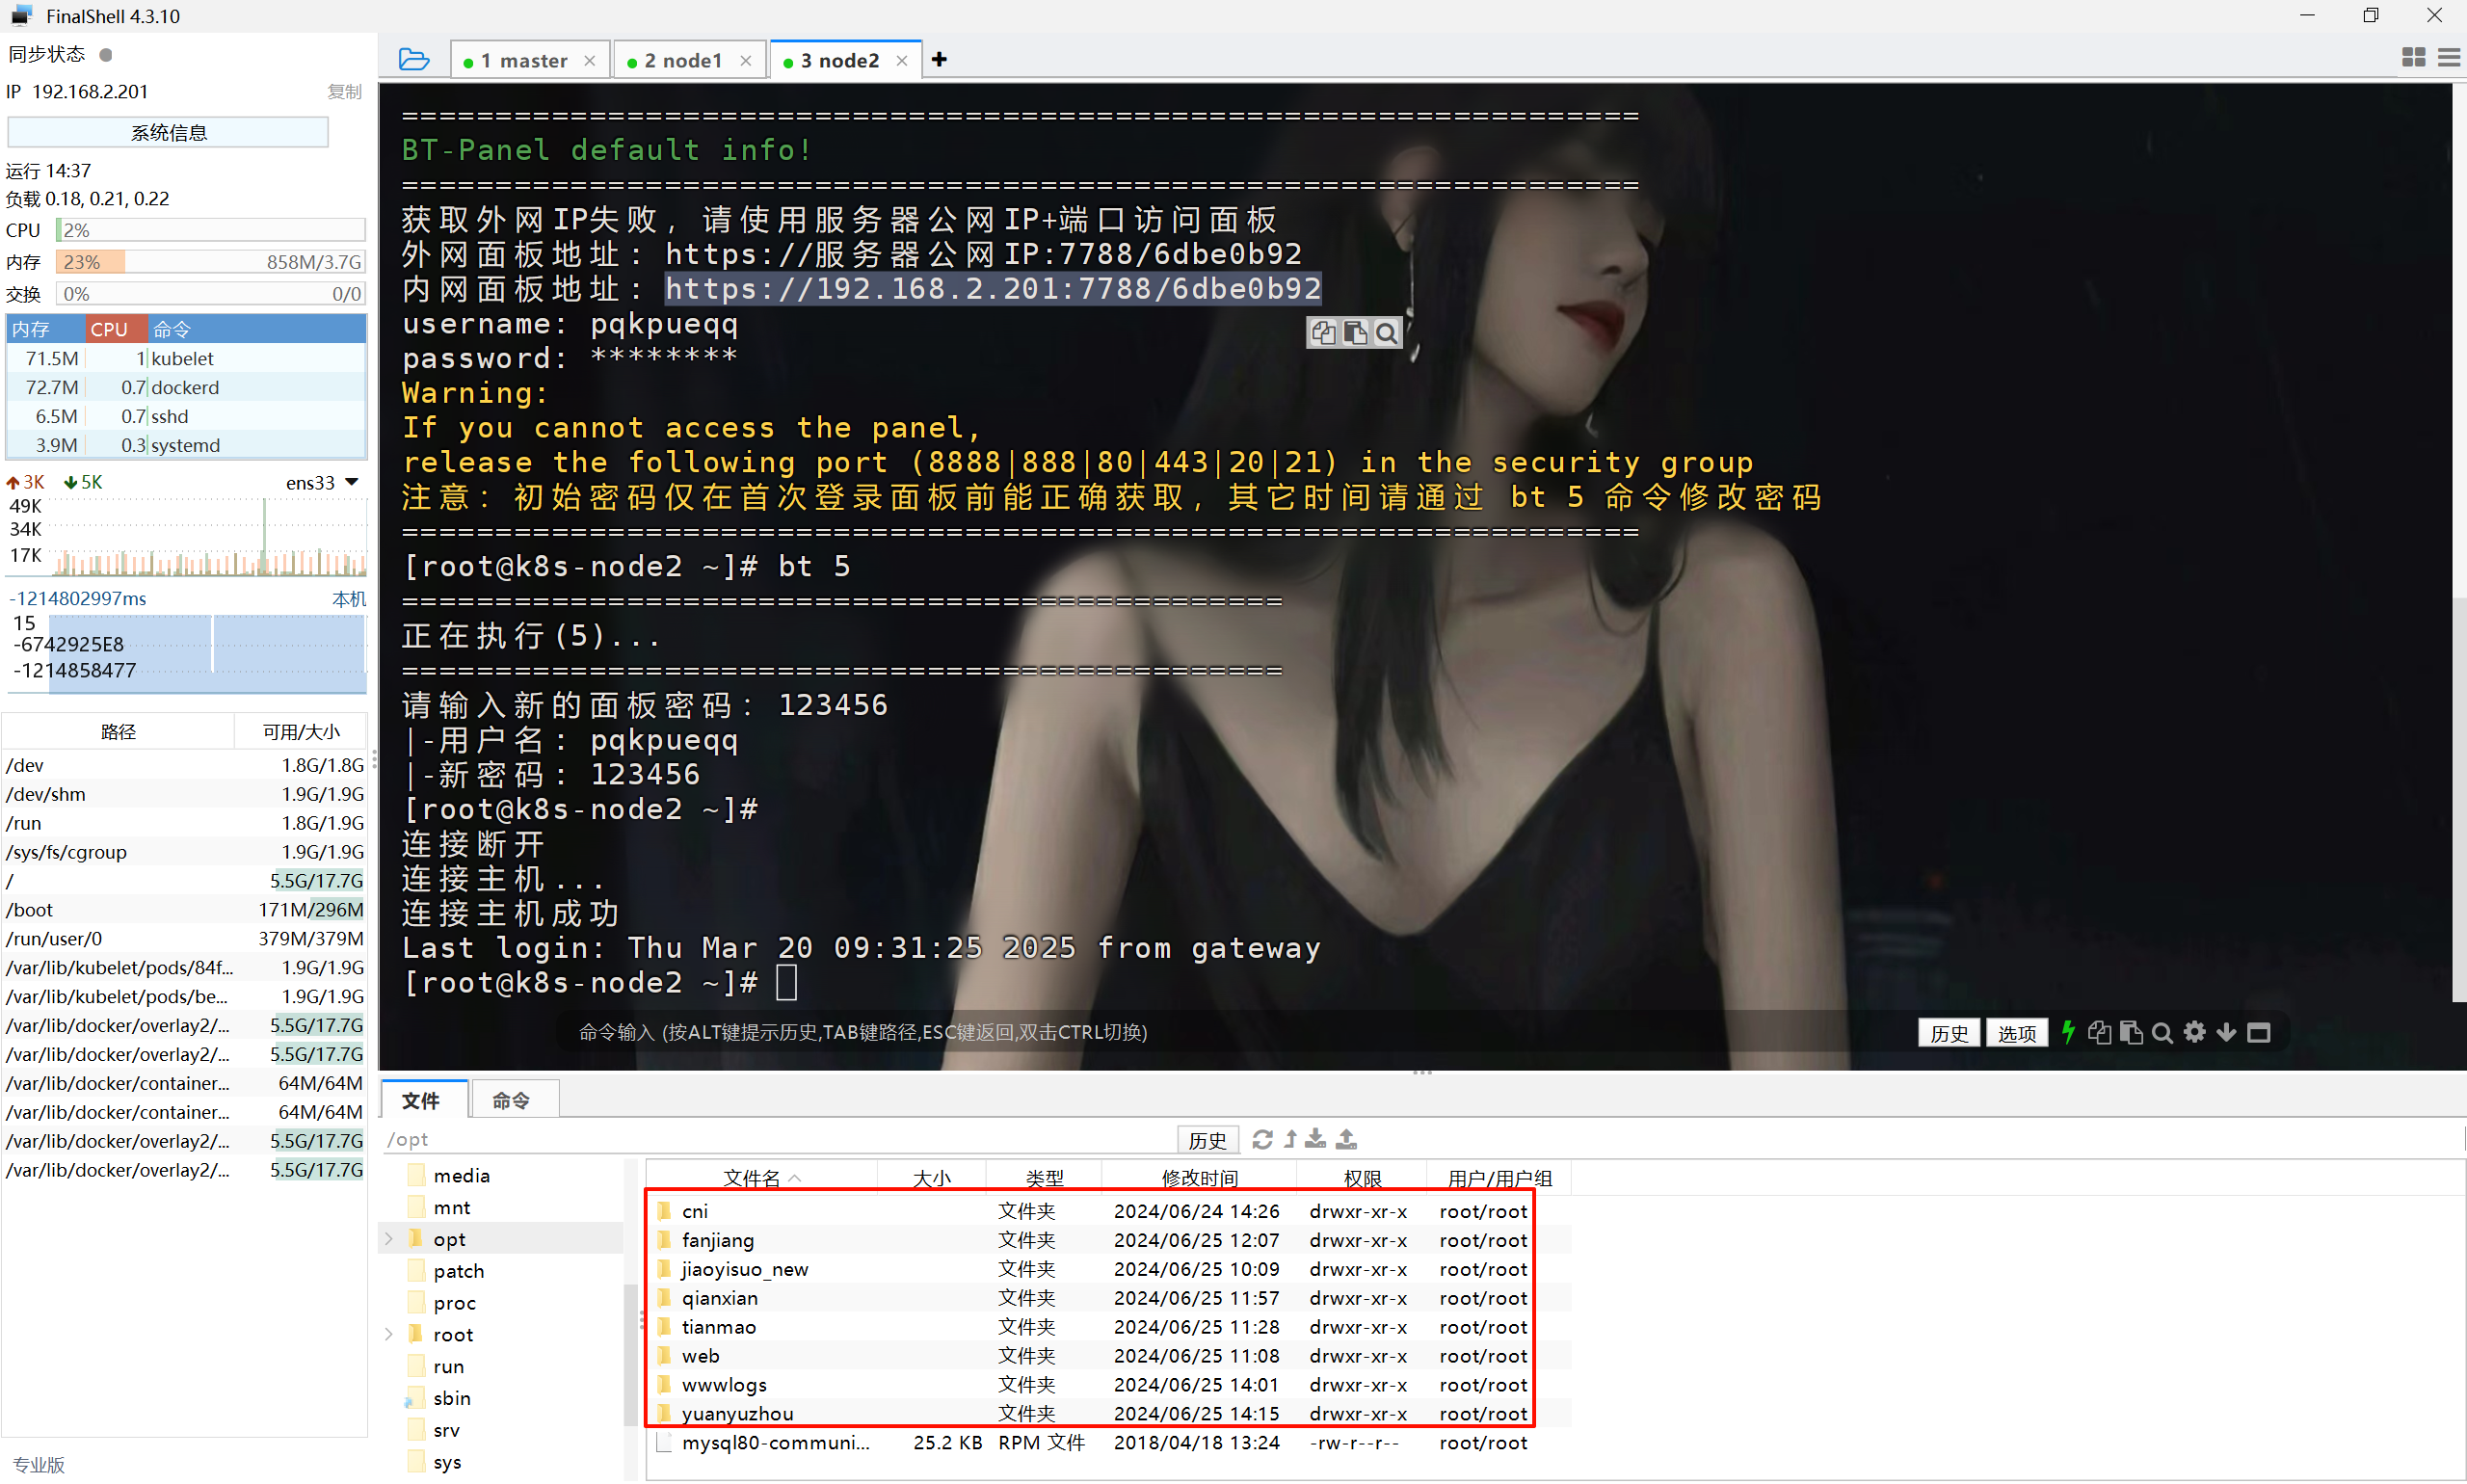 FinalShell 4.3.10
同步状态
IP 192.168.2.201 复制
系统信息
运行 14:37
负载 0.18, 0.21, 0.22
CPU 2%
内存 23% 858M/3.7G
交换 0% 0/0
内存 CPU 命令
71.5M 1 kubelet
72.7M 0.7 dockerd
6.5M 0.7 sshd
3.9M 0.3 systemd
3K 5K ens33
49K
34K
17K
-1214802997ms 本机
15
-6742925E8
-1214858477
路径 可用/大小
/dev 1.8G/1.8G
/dev/shm 1.9G/1.9G
/run 1.8G/1.9G
/sys/fs/cgroup 1.9G/1.9G
/ 5.5G/17.7G
/boot 171M/296M
/run/user/0 379M/379M
/var/lib/kubelet/pods/84f... 1.9G/1.9G
/var/lib/kubelet/pods/be... 1.9G/1.9G
/var/lib/docker/overlay2/... 5.5G/17.7G
/var/lib/docker/overlay2/... 5.5G/17.7G
/var/lib/docker/container... 64M/64M
/var/lib/docker/container... 64M/64M
/var/lib/docker/overlay2/... 5.5G/17.7G
/var/lib/docker/overlay2/... 5.5G/17.7G
专业版
1 master 2 node1 3 node2
==================================================================
BT-Panel default info!
==================================================================
获取外网IP失败，请使用服务器公网IP+端口访问面板
外网面板地址：https://服务器公网IP:7788/6dbe0b92
内网面板地址：https://192.168.2.201:7788/6dbe0b92
username: pqkpueqq
password: ********
Warning:
If you cannot access the panel,
release the following port (8888|888|80|443|20|21) in the security group
注意：初始密码仅在首次登录面板前能正确获取，其它时间请通过 bt 5 命令修改密码
==================================================================
[root@k8s-node2 ~]# bt 5
===============================================
正在执行(5)...
===============================================
请输入新的面板密码：123456
|-用户名：pqkpueqq
|-新密码：123456
[root@k8s-node2 ~]#
连接断开
连接主机...
连接主机成功
Last login: Thu Mar 20 09:31:25 2025 from gateway
[root@k8s-node2 ~]#
命令输入 (按ALT键提示历史,TAB键路径,ESC键返回,双击CTRL切换) 历史 选项
文件 命令
/opt 历史
media
mnt
opt
patch
proc
root
run
sbin
srv
sys
文件名 大小 类型 修改时间 权限 用户/用户组
cni 文件夹 2024/06/24 14:26 drwxr-xr-x root/root
fanjiang 文件夹 2024/06/25 12:07 drwxr-xr-x root/root
jiaoyisuo_new 文件夹 2024/06/25 10:09 drwxr-xr-x root/root
qianxian 文件夹 2024/06/25 11:57 drwxr-xr-x root/root
tianmao 文件夹 2024/06/25 11:28 drwxr-xr-x root/root
web 文件夹 2024/06/25 11:08 drwxr-xr-x root/root
wwwlogs 文件夹 2024/06/25 14:01 drwxr-xr-x root/root
yuanyuzhou 文件夹 2024/06/25 14:15 drwxr-xr-x root/root
mysql80-communi... 25.2 KB RPM 文件 2018/04/18 13:24 -rw-r--r-- root/root